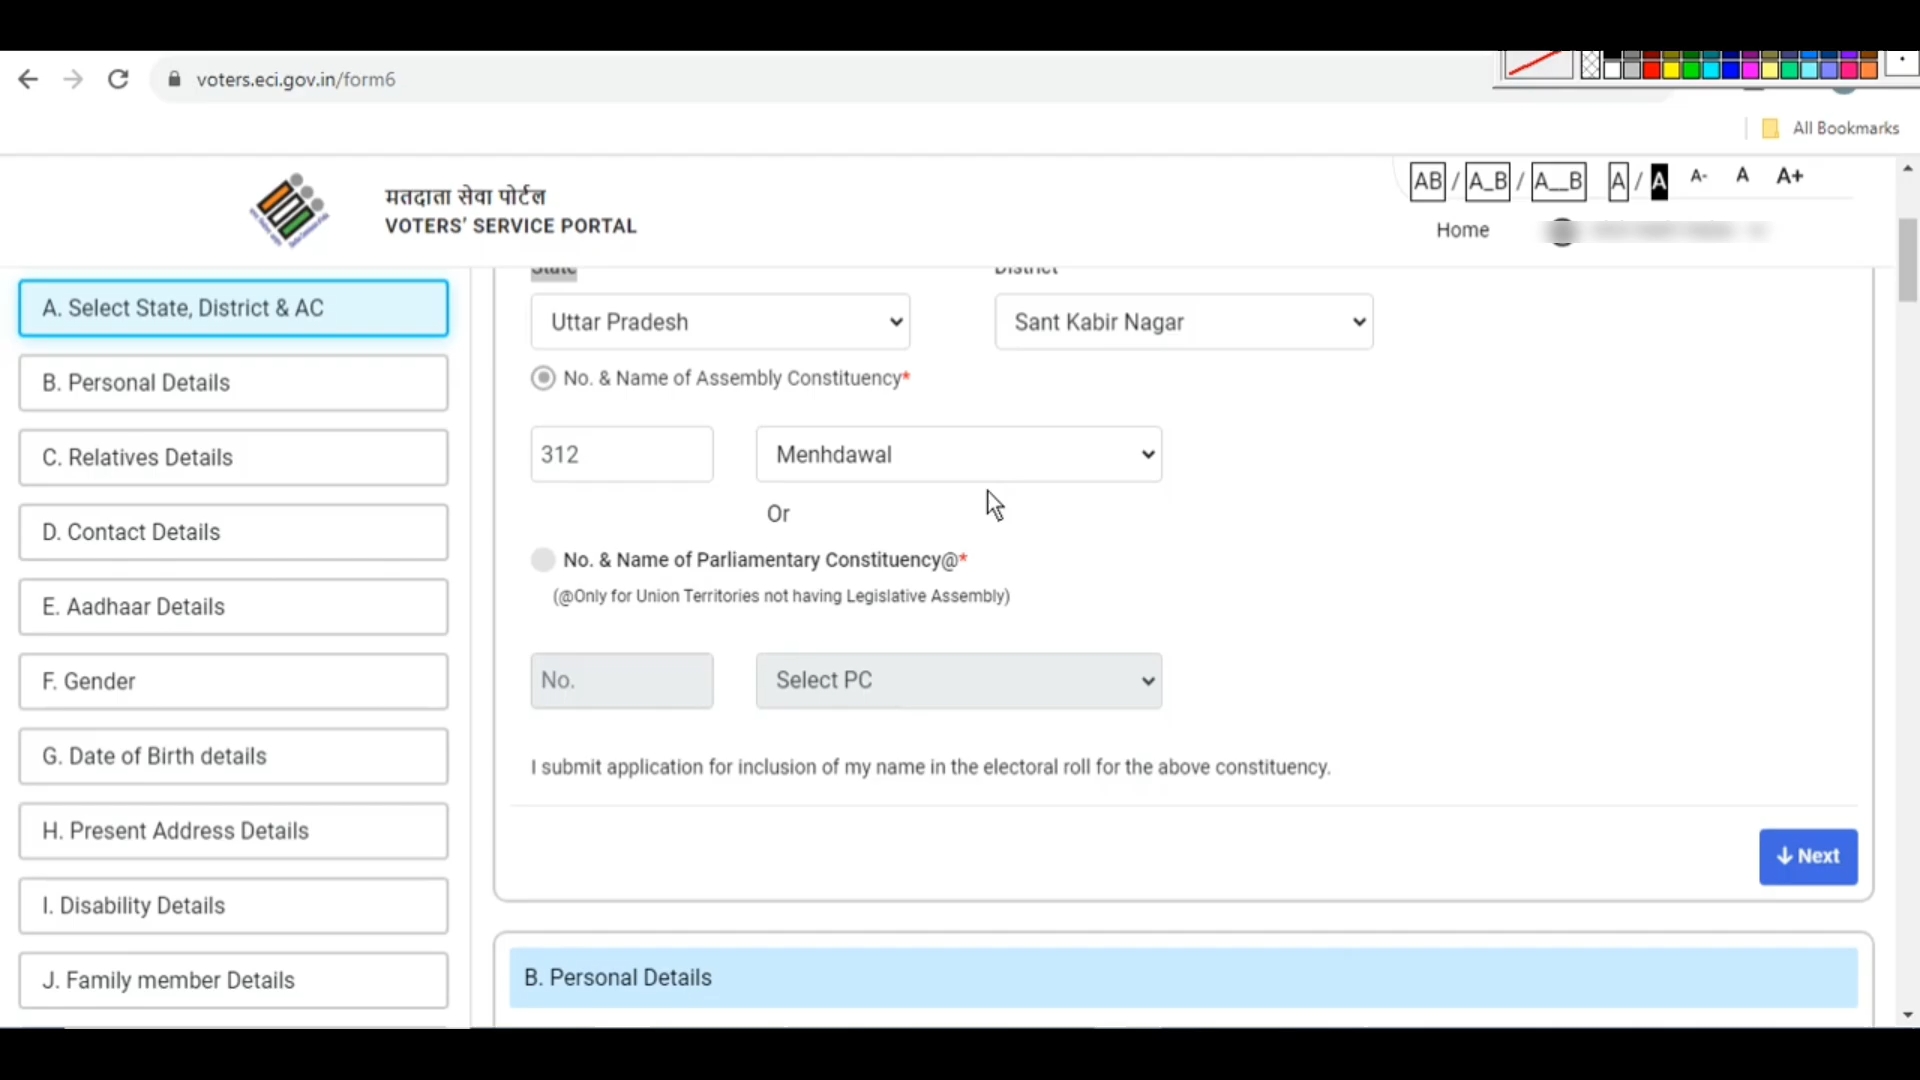 voters.eci.gov.in/form6
All Bookmarks
मतदाता सेवा पोर्टल
VOTERS' SERVICE PORTAL
AB / A_B / A__B A / A A- A A+
Home
State District
A. Select State, District & AC
Uttar Pradesh Sant Kabir Nagar
No. & Name of Assembly Constituency*
B. Personal Details
C. Relatives Details
312 Menhdawal
Or
D. Contact Details
No. & Name of Parliamentary Constituency@*
(@Only for Union Territories not having Legislative Assembly)
E. Aadhaar Details
F. Gender
No. Select PC
G. Date of Birth details
I submit application for inclusion of my name in the electoral roll for the above constituency.
H. Present Address Details
Next
I. Disability Details
J. Family member Details
B. Personal Details